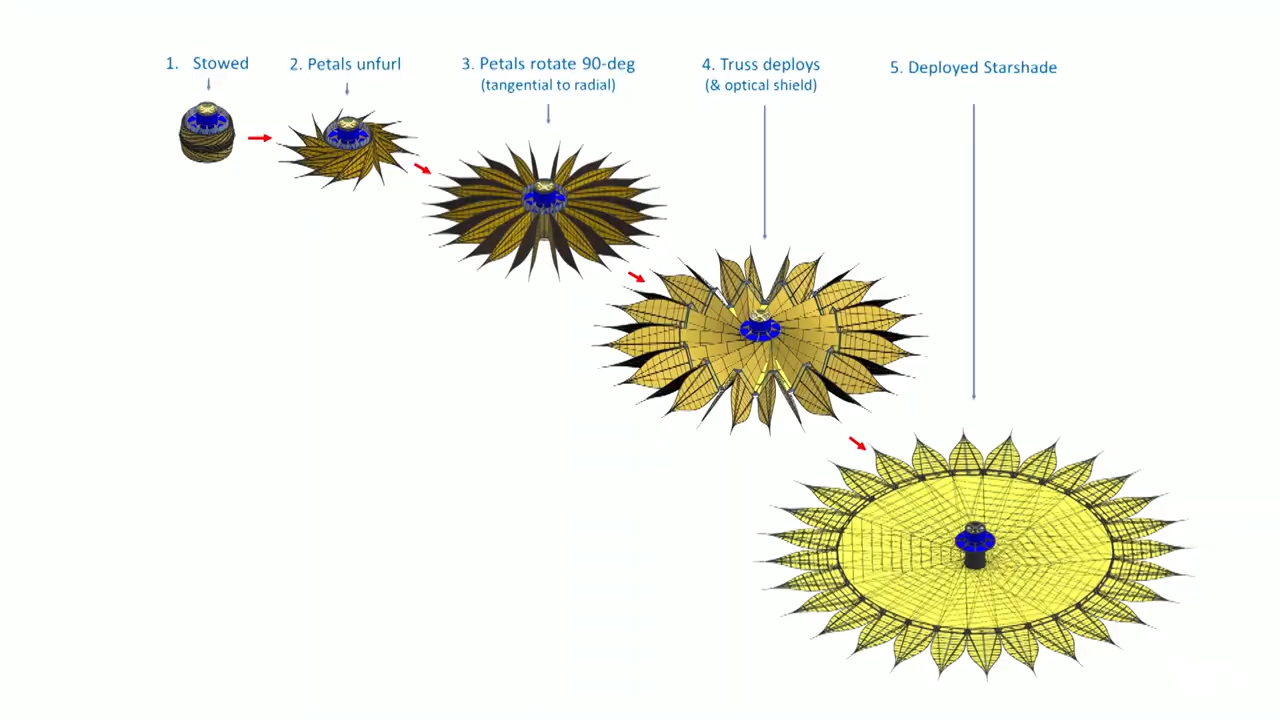 1. Stowed
2. Petals unfurl
3. Petals rotate 90-deg
(tangential to radial)
4. Truss deploys
(& optical shield)
5. Deployed Starshade